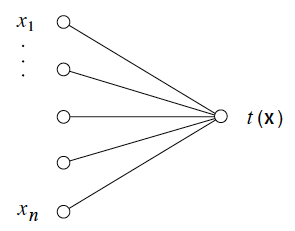 x1
.
.
.
t (x)
xn